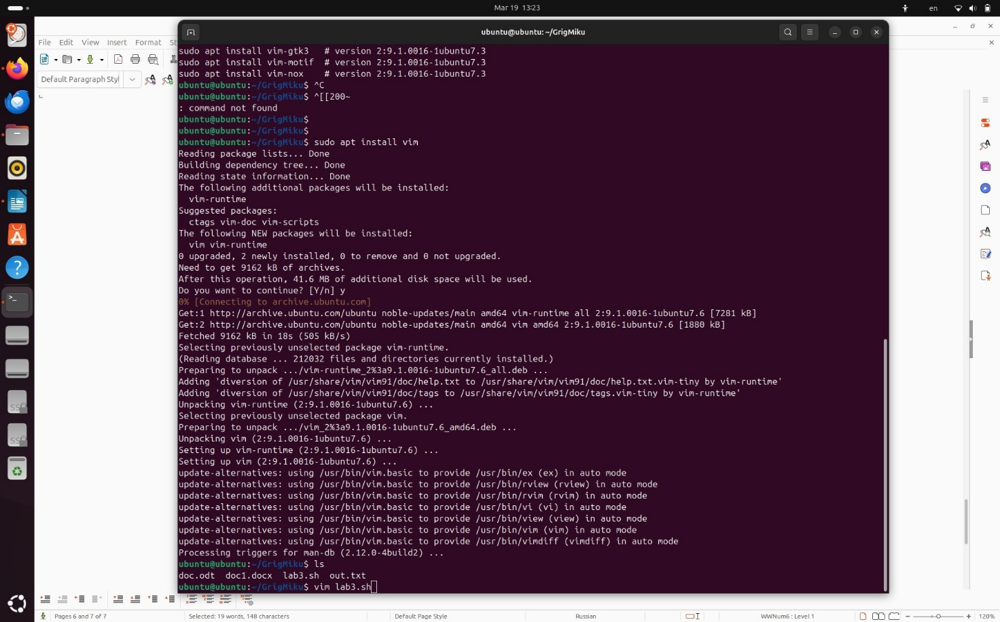 Mar 19 13:23
en
ubuntu@ubuntu: ~/GrigMiku
File Edit View Insert Format St
Default Paragraph Styl
sudo apt install vim-gtk3   # version 2:9.1.0016-1ubuntu7.3
sudo apt install vim-motif  # version 2:9.1.0016-1ubuntu7.3
sudo apt install vim-nox    # version 2:9.1.0016-1ubuntu7.3
ubuntu@ubuntu:~/GrigMiku$ ^C
ubuntu@ubuntu:~/GrigMiku$ ^[[200~
: command not found
ubuntu@ubuntu:~/GrigMiku$
ubuntu@ubuntu:~/GrigMiku$
ubuntu@ubuntu:~/GrigMiku$ sudo apt install vim
Reading package lists... Done
Building dependency tree... Done
Reading state information... Done
The following additional packages will be installed:
  vim-runtime
Suggested packages:
  ctags vim-doc vim-scripts
The following NEW packages will be installed:
  vim vim-runtime
0 upgraded, 2 newly installed, 0 to remove and 0 not upgraded.
Need to get 9162 kB of archives.
After this operation, 41.6 MB of additional disk space will be used.
Do you want to continue? [Y/n] y
0% [Connecting to archive.ubuntu.com]
Get:1 http://archive.ubuntu.com/ubuntu noble-updates/main amd64 vim-runtime all 2:9.1.0016-1ubuntu7.6 [7281 kB]
Get:2 http://archive.ubuntu.com/ubuntu noble-updates/main amd64 vim amd64 2:9.1.0016-1ubuntu7.6 [1880 kB]
Fetched 9162 kB in 18s (505 kB/s)
Selecting previously unselected package vim-runtime.
(Reading database ... 212032 files and directories currently installed.)
Preparing to unpack .../vim-runtime_2%3a9.1.0016-1ubuntu7.6_all.deb ...
Adding 'diversion of /usr/share/vim/vim91/doc/help.txt to /usr/share/vim/vim91/doc/help.txt.vim-tiny by vim-runtime'
Adding 'diversion of /usr/share/vim/vim91/doc/tags to /usr/share/vim/vim91/doc/tags.vim-tiny by vim-runtime'
Unpacking vim-runtime (2:9.1.0016-1ubuntu7.6) ...
Selecting previously unselected package vim.
Preparing to unpack .../vim_2%3a9.1.0016-1ubuntu7.6_amd64.deb ...
Unpacking vim (2:9.1.0016-1ubuntu7.6) ...
Setting up vim-runtime (2:9.1.0016-1ubuntu7.6) ...
Setting up vim (2:9.1.0016-1ubuntu7.6) ...
update-alternatives: using /usr/bin/vim.basic to provide /usr/bin/ex (ex) in auto mode
update-alternatives: using /usr/bin/vim.basic to provide /usr/bin/rview (rview) in auto mode
update-alternatives: using /usr/bin/vim.basic to provide /usr/bin/rvim (rvim) in auto mode
update-alternatives: using /usr/bin/vim.basic to provide /usr/bin/vi (vi) in auto mode
update-alternatives: using /usr/bin/vim.basic to provide /usr/bin/view (view) in auto mode
update-alternatives: using /usr/bin/vim.basic to provide /usr/bin/vim (vim) in auto mode
update-alternatives: using /usr/bin/vim.basic to provide /usr/bin/vimdiff (vimdiff) in auto mode
Processing triggers for man-db (2.12.0-4build2) ...
ubuntu@ubuntu:~/GrigMiku$ ls
doc.odt  doc1.docx  lab3.sh  out.txt
ubuntu@ubuntu:~/GrigMiku$ vim lab3.sh
Pages 6 and 7 of 7 Selected: 19 words, 148 characters Default Page Style Russian WWNum6 : Level 1 120%